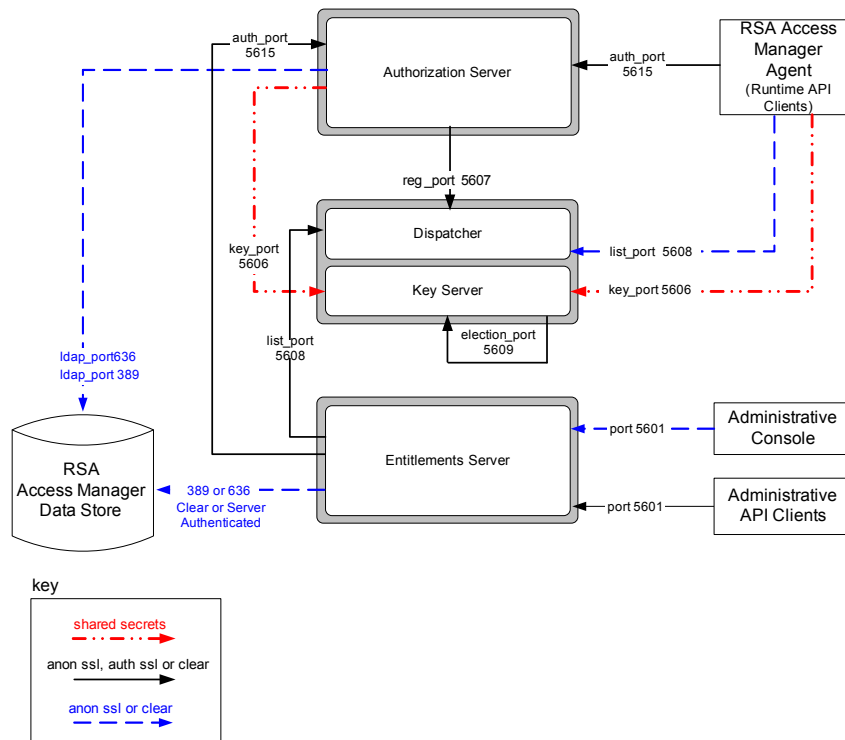 auth_port
5615
Authorization Server
auth_port
5615
RSA Access
Manager
Agent
(Runtime API
Clients)
reg_port 5607
key_port
5606
Dispatcher
list_port 5608
Key Server
key_port 5606
election_port
5609
list_port
5608
ldap_port636
ldap_port 389
RSA
Access Manager
Data Store
389 or 636
Clear or Server
Authenticated
Entitlements Server
port 5601
Administrative
Console
port 5601
Administrative
API Clients
key
shared secrets
anon ssl, auth ssl or clear
anon ssl or clear